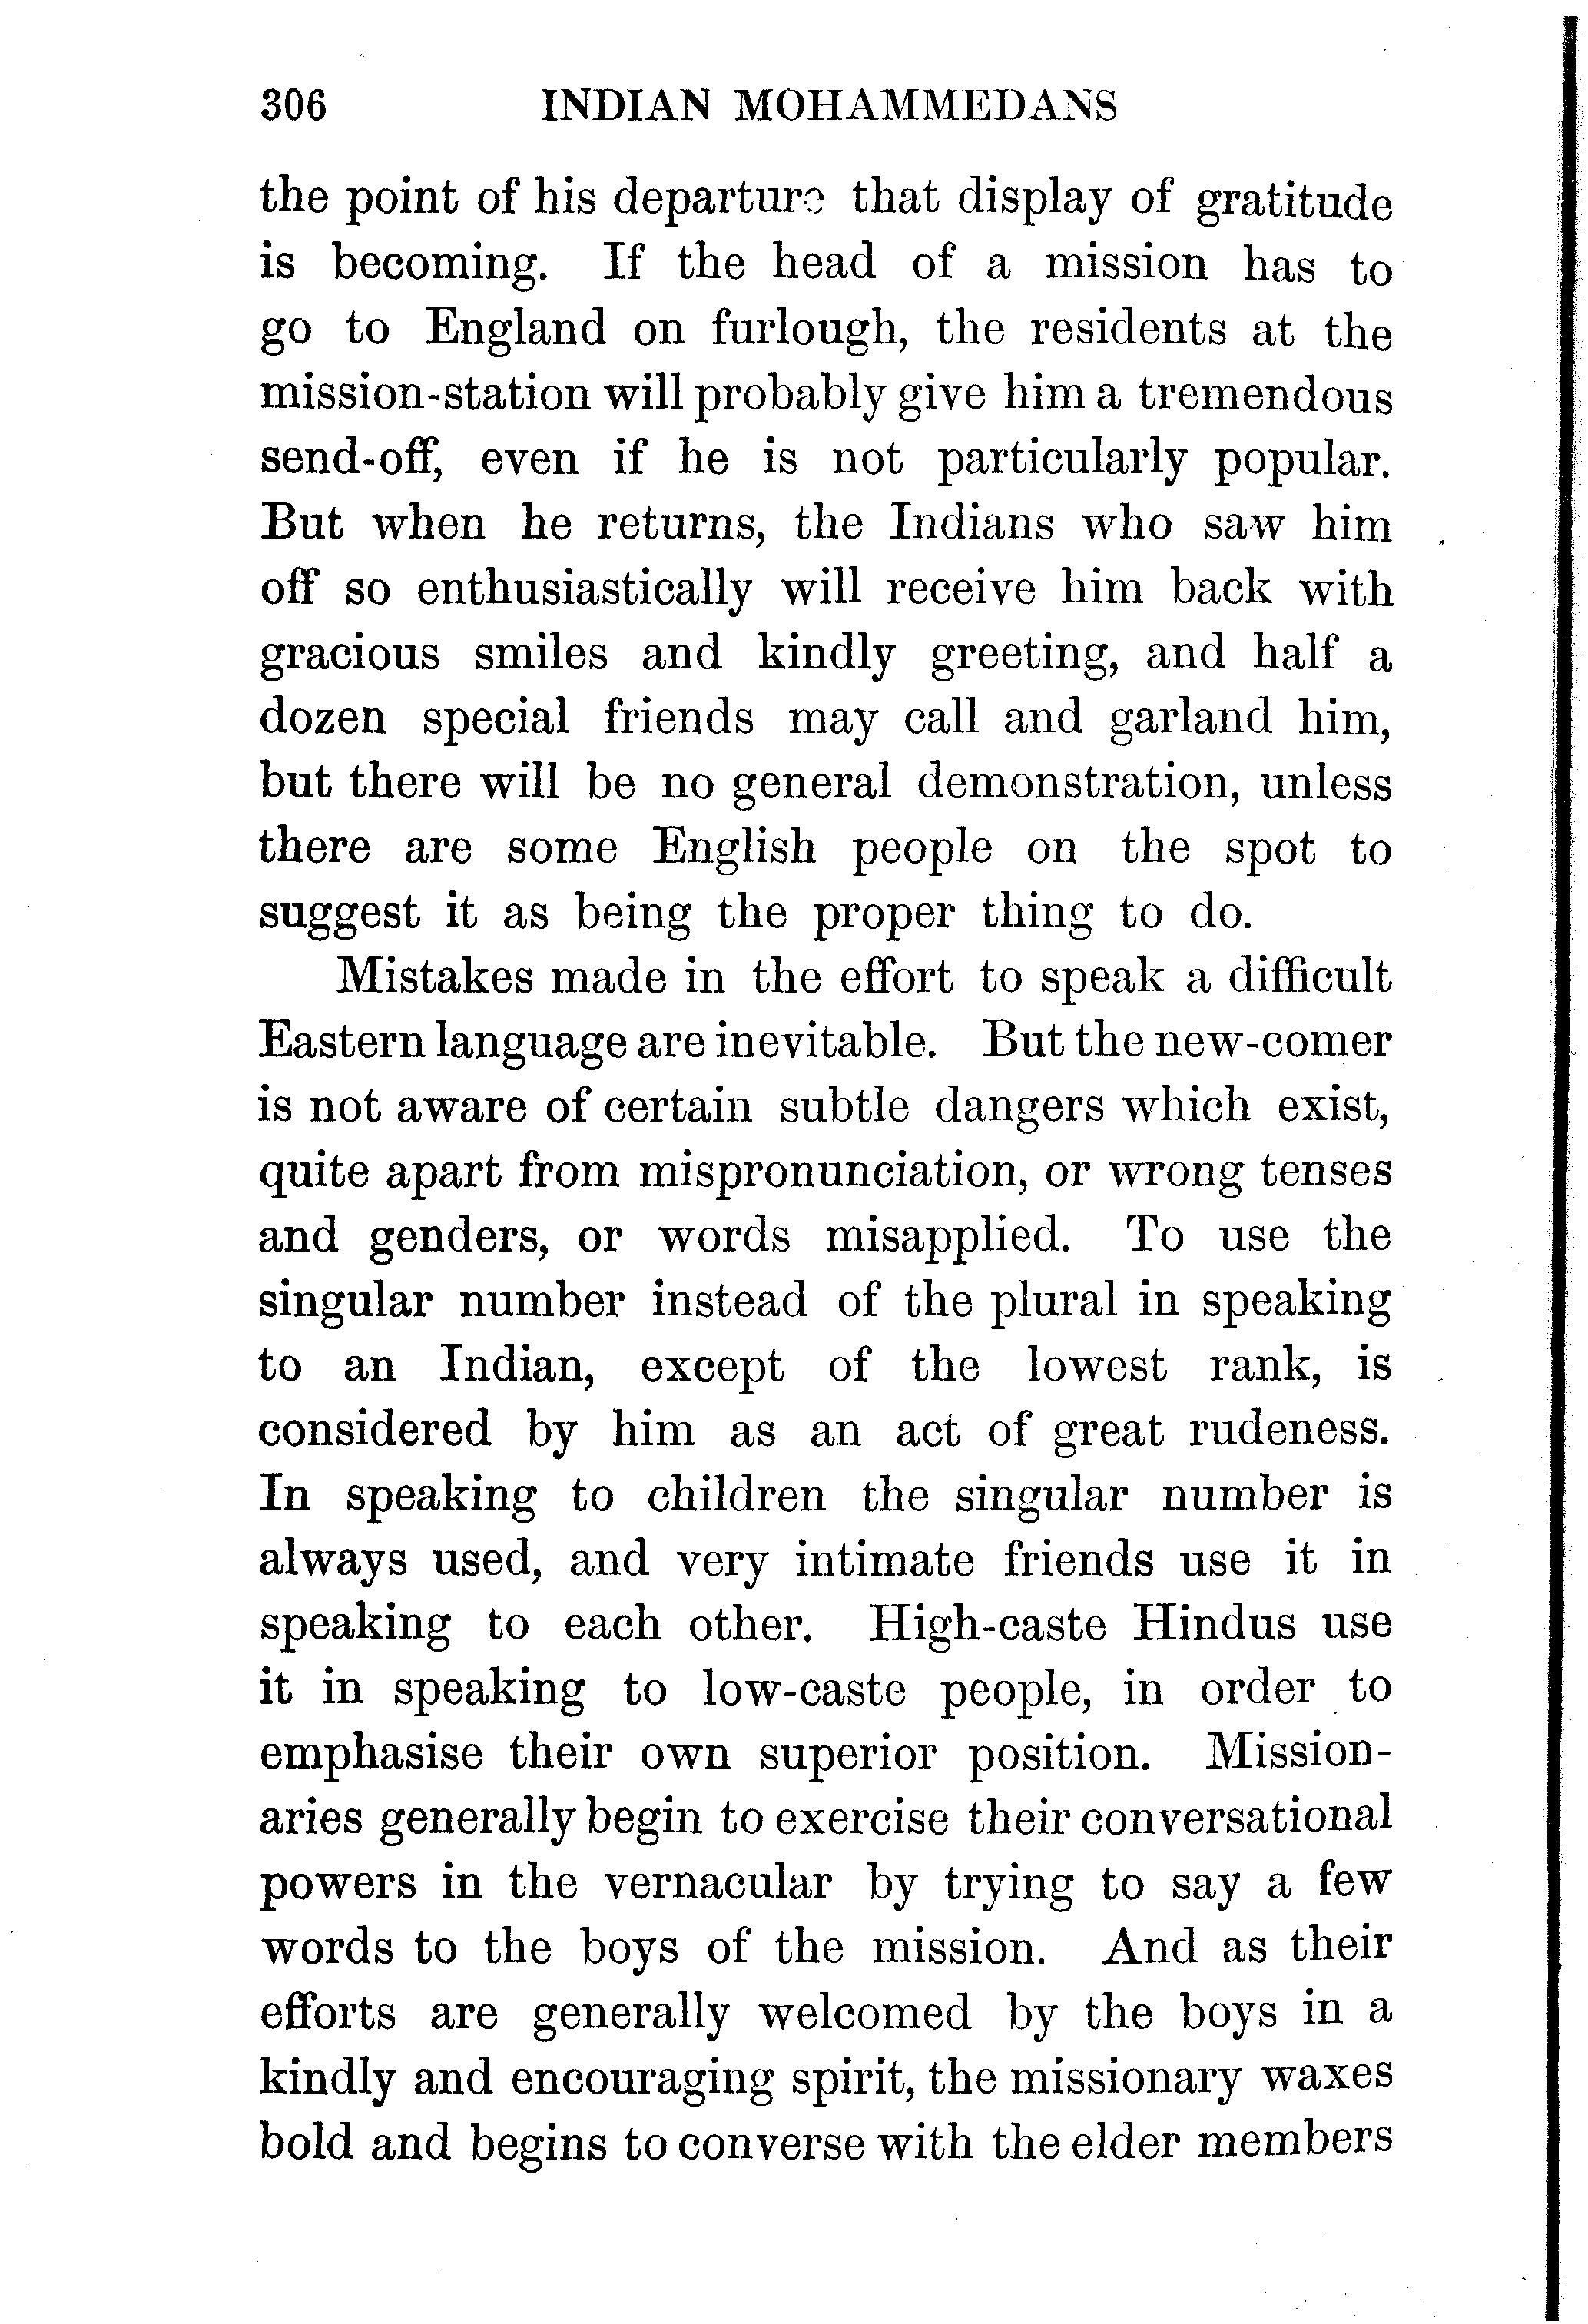 306 INDIAN MOHAMMEDANS
the point of his departure that display of gratitude
is becoming. If the head of a mission has to
go to England on furlough, the residents at the
mission-station will probably give him a tremendous
send-off, even if he is not particularly popular.
But when he returns, the Indians who saw him
off so enthusiastically will receive him back with
gracious smiles and kindly greeting, and half a
dozen special friends may call and garland him,
but there will be no general demonstration, unless
there are some English people on the spot to
suggest it as being the proper thing to do.
Mistakes made in the effort to speak a difficult
Eastern language are inevitable. But the new-comer
is not aware of certain subtle dangers which exist,
quite apart from mispronunciation, or wrong tenses
and genders, or words misapplied. To use the
singular number instead of the plural in speaking
to an Indian, except of the lowest rank, is
considered by him as an act of great rudeness.
In speaking to children the singular number is
always used, and very intimate friends use it in
speaking to each other. High-caste Hindus use
it in speaking to low-caste people, in order to
emphasise their own superior position. Mission-
aries generally begin to exercise their conversational
powers in the vernacular by trying to say a few
words to the boys of the mission. And as their
efforts are generally welcomed by the boys in a
kindly and encouraging spirit, the missionary waxes
bold and begins to converse with the elder members